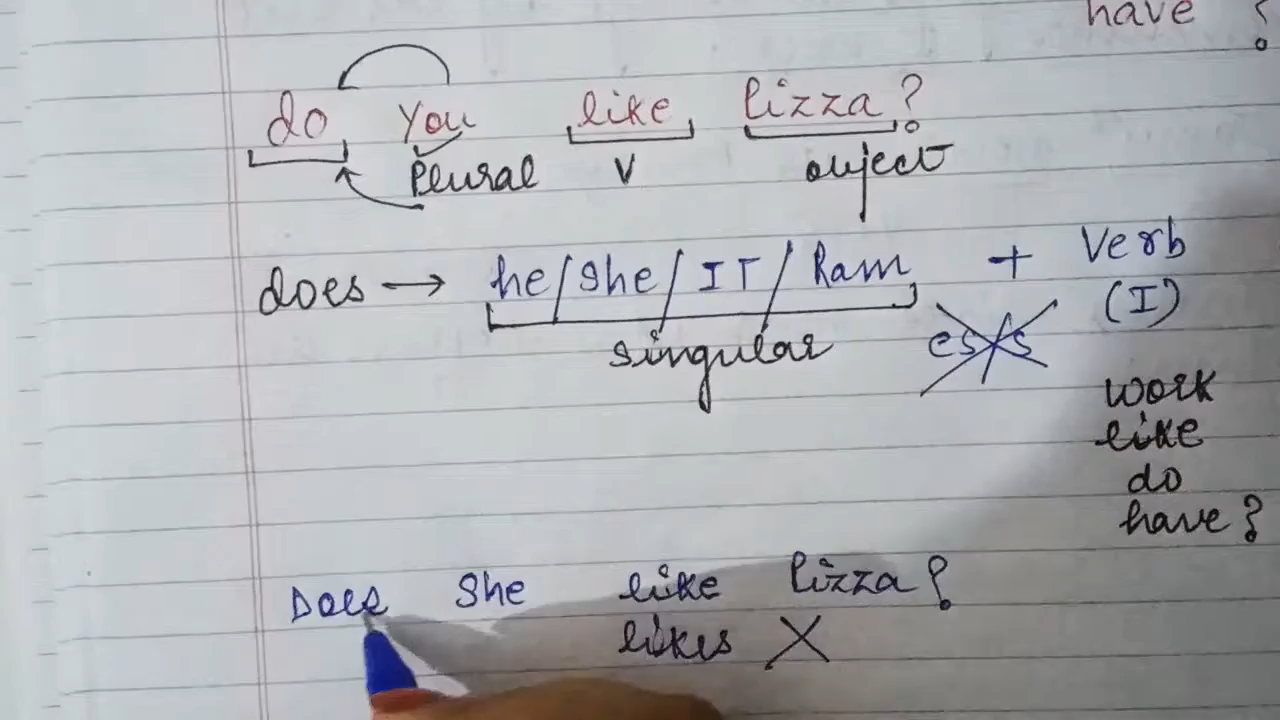 have ?
do You like Pizza?
Plural V object
does → he/She/IT/Ram + Verb
(I)
singular es/s
work
like
do
have?
Does She like Pizza?
likes X